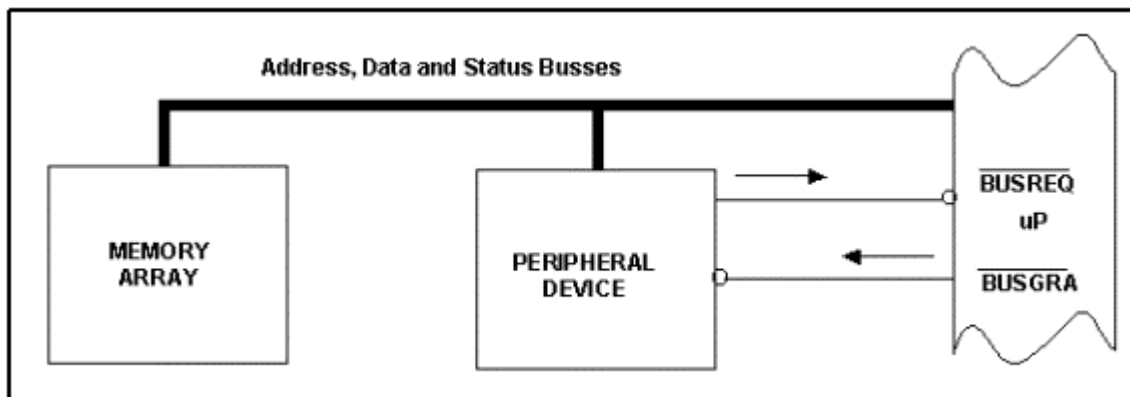 Address, Data and Status Busses
MEMORY
ARRAY
PERIPHERAL
DEVICE
BUSREQ
uP
BUSGRA